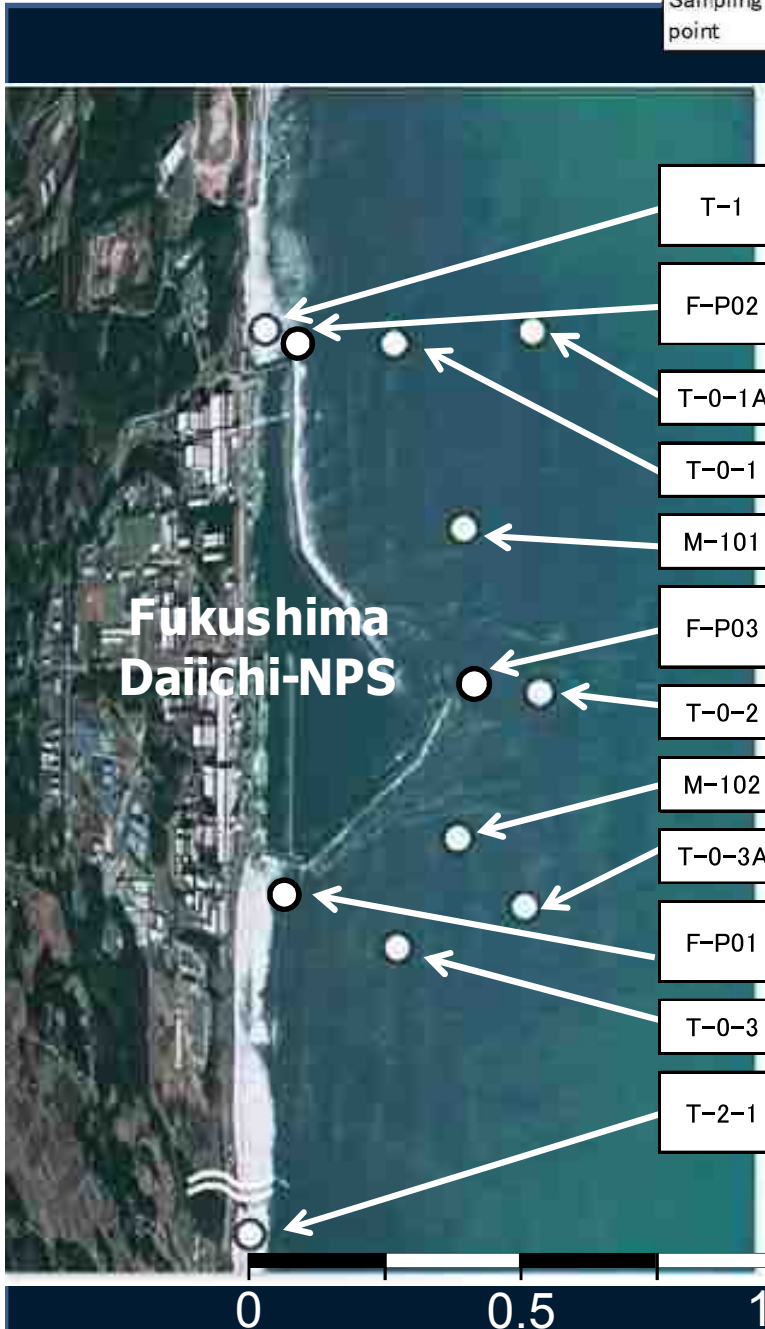 Sampling
point
T-1
F-P02
T-0-1A
T-0-1
M-101
Fukushima
Daiichi-NPS
F-P03
T-0-2
M-102
T-0-3A
F-P01
T-0-3
T-2-1
0 0.5 1